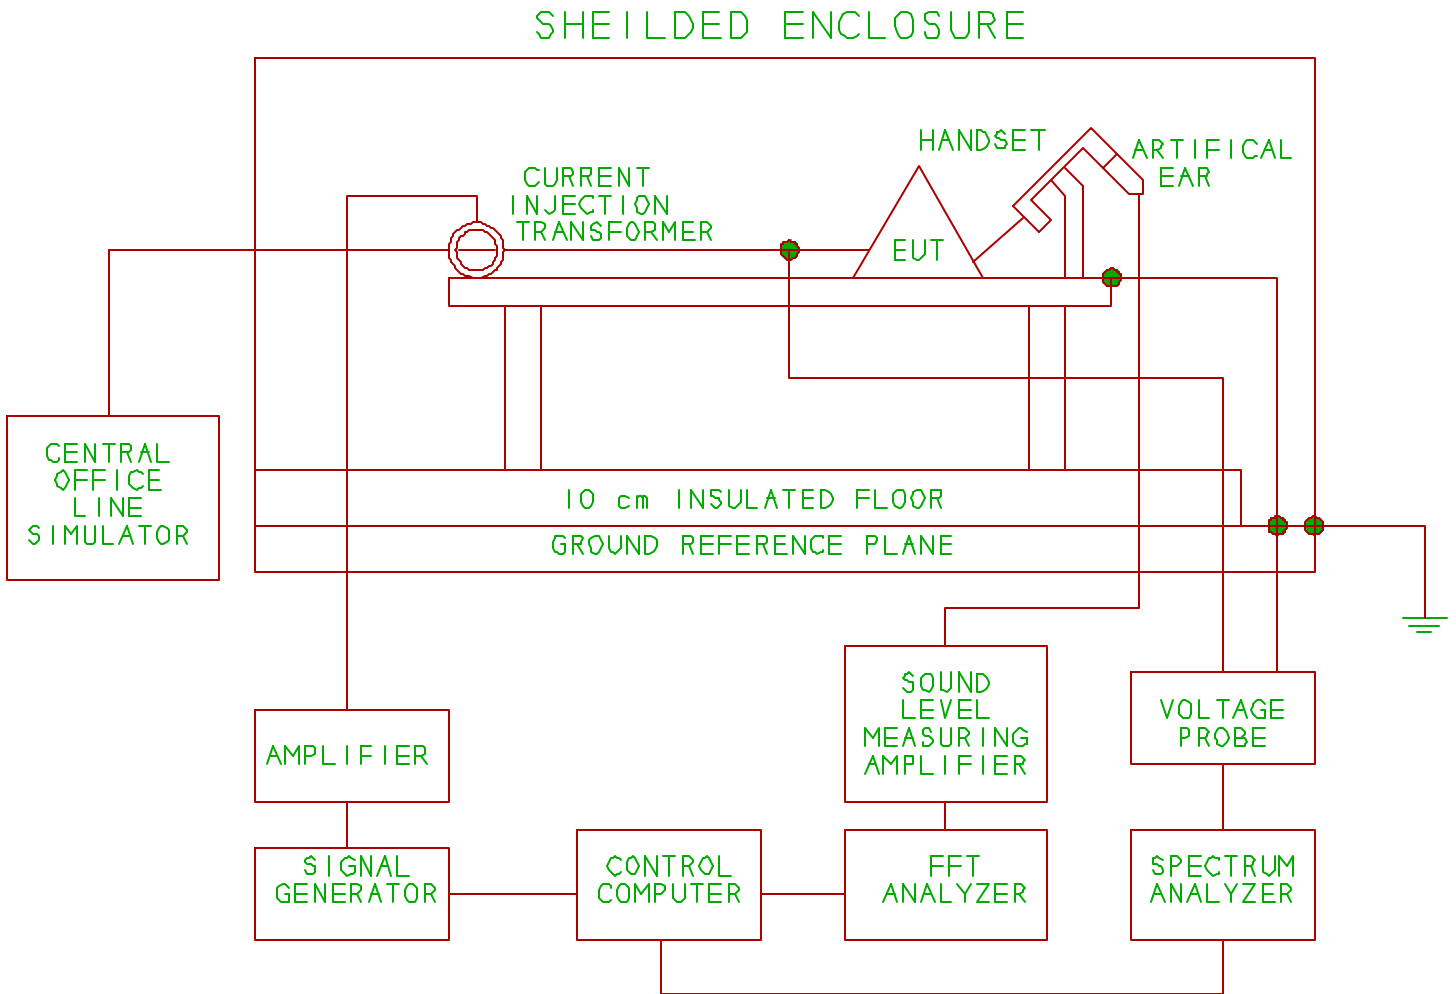 SHEILDED ENCLOSURE
HANDSET
ARTIFICAL
EAR
CURRENT
INJECTION
TRANSFORMER
EUT
CENTRAL
OFFICE
LINE
SIMULATOR
10 cm INSULATED FLOOR
GROUND REFERENCE PLANE
SOUND
LEVEL
MEASURING
AMPLIFIER
VOLTAGE
PROBE
AMPLIFIER
SIGNAL
GENERATOR
CONTROL
COMPUTER
FFT
ANALYZER
SPECTRUM
ANALYZER